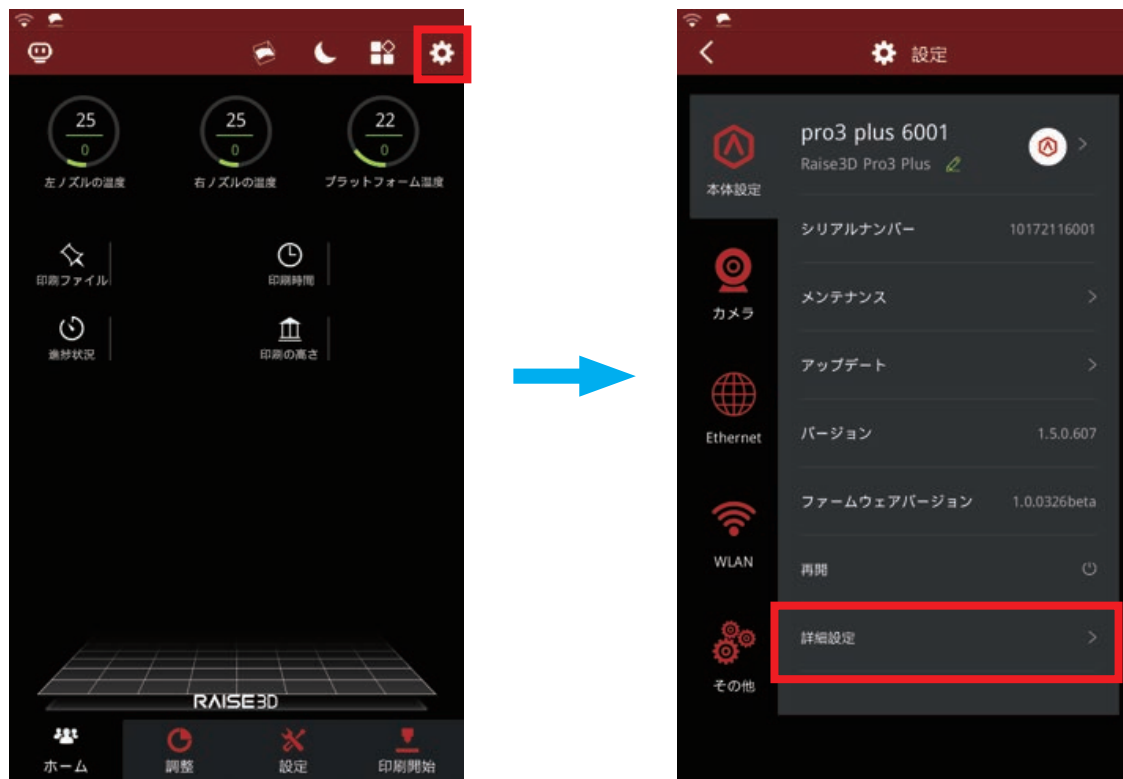 25
0
左ノズルの温度
25
0
右ノズルの温度
22
0
プラットフォーム温度
印刷ファイル
印刷時間
進捗状況
印刷の高さ
RAISE3D
ホーム
調整
設定
印刷開始
設定
本体設定
カメラ
Ethernet
WLAN
その他
pro3 plus 6001
Raise3D Pro3 Plus
シリアルナンバー 10172116001
メンテナンス
アップデート
バージョン 1.5.0.607
ファームウェアバージョン 1.0.0326beta
再開
詳細設定